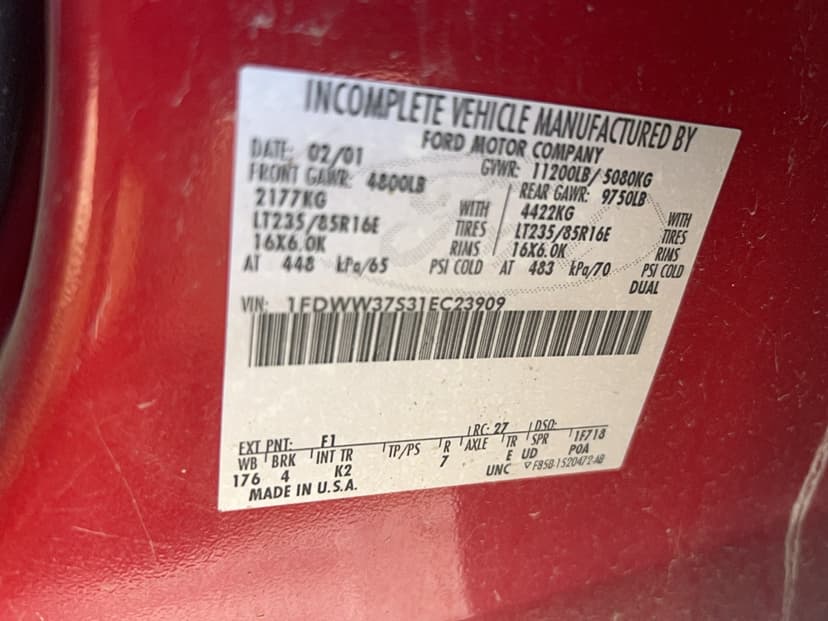 INCOMPLETE VEHICLE MANUFACTURED BY
FORD MOTOR COMPANY
DATE: 02/01 GVWR: 11200LB/ 5080KG
FRONT GAWR: 4800LB REAR GAWR: 9750LB
2177KG WITH 4422KG WITH
LT235/85R16E TIRES LT235/85R16E TIRES
16X6.0K RIMS 16X6.0K RIMS
AT 448 kPa/65 PSI COLD AT 483 kPa/70 PSI COLD
DUAL
VIN: 1FDWW37S31EC23909
EXT PNT: F1 RC: 27 DSO:
WB BRK INT TR TP/PS R AXLE TR SPR 1F718
176 4 K2 7 E UD POA
UNC F85B-1520472-AB
MADE IN U.S.A.